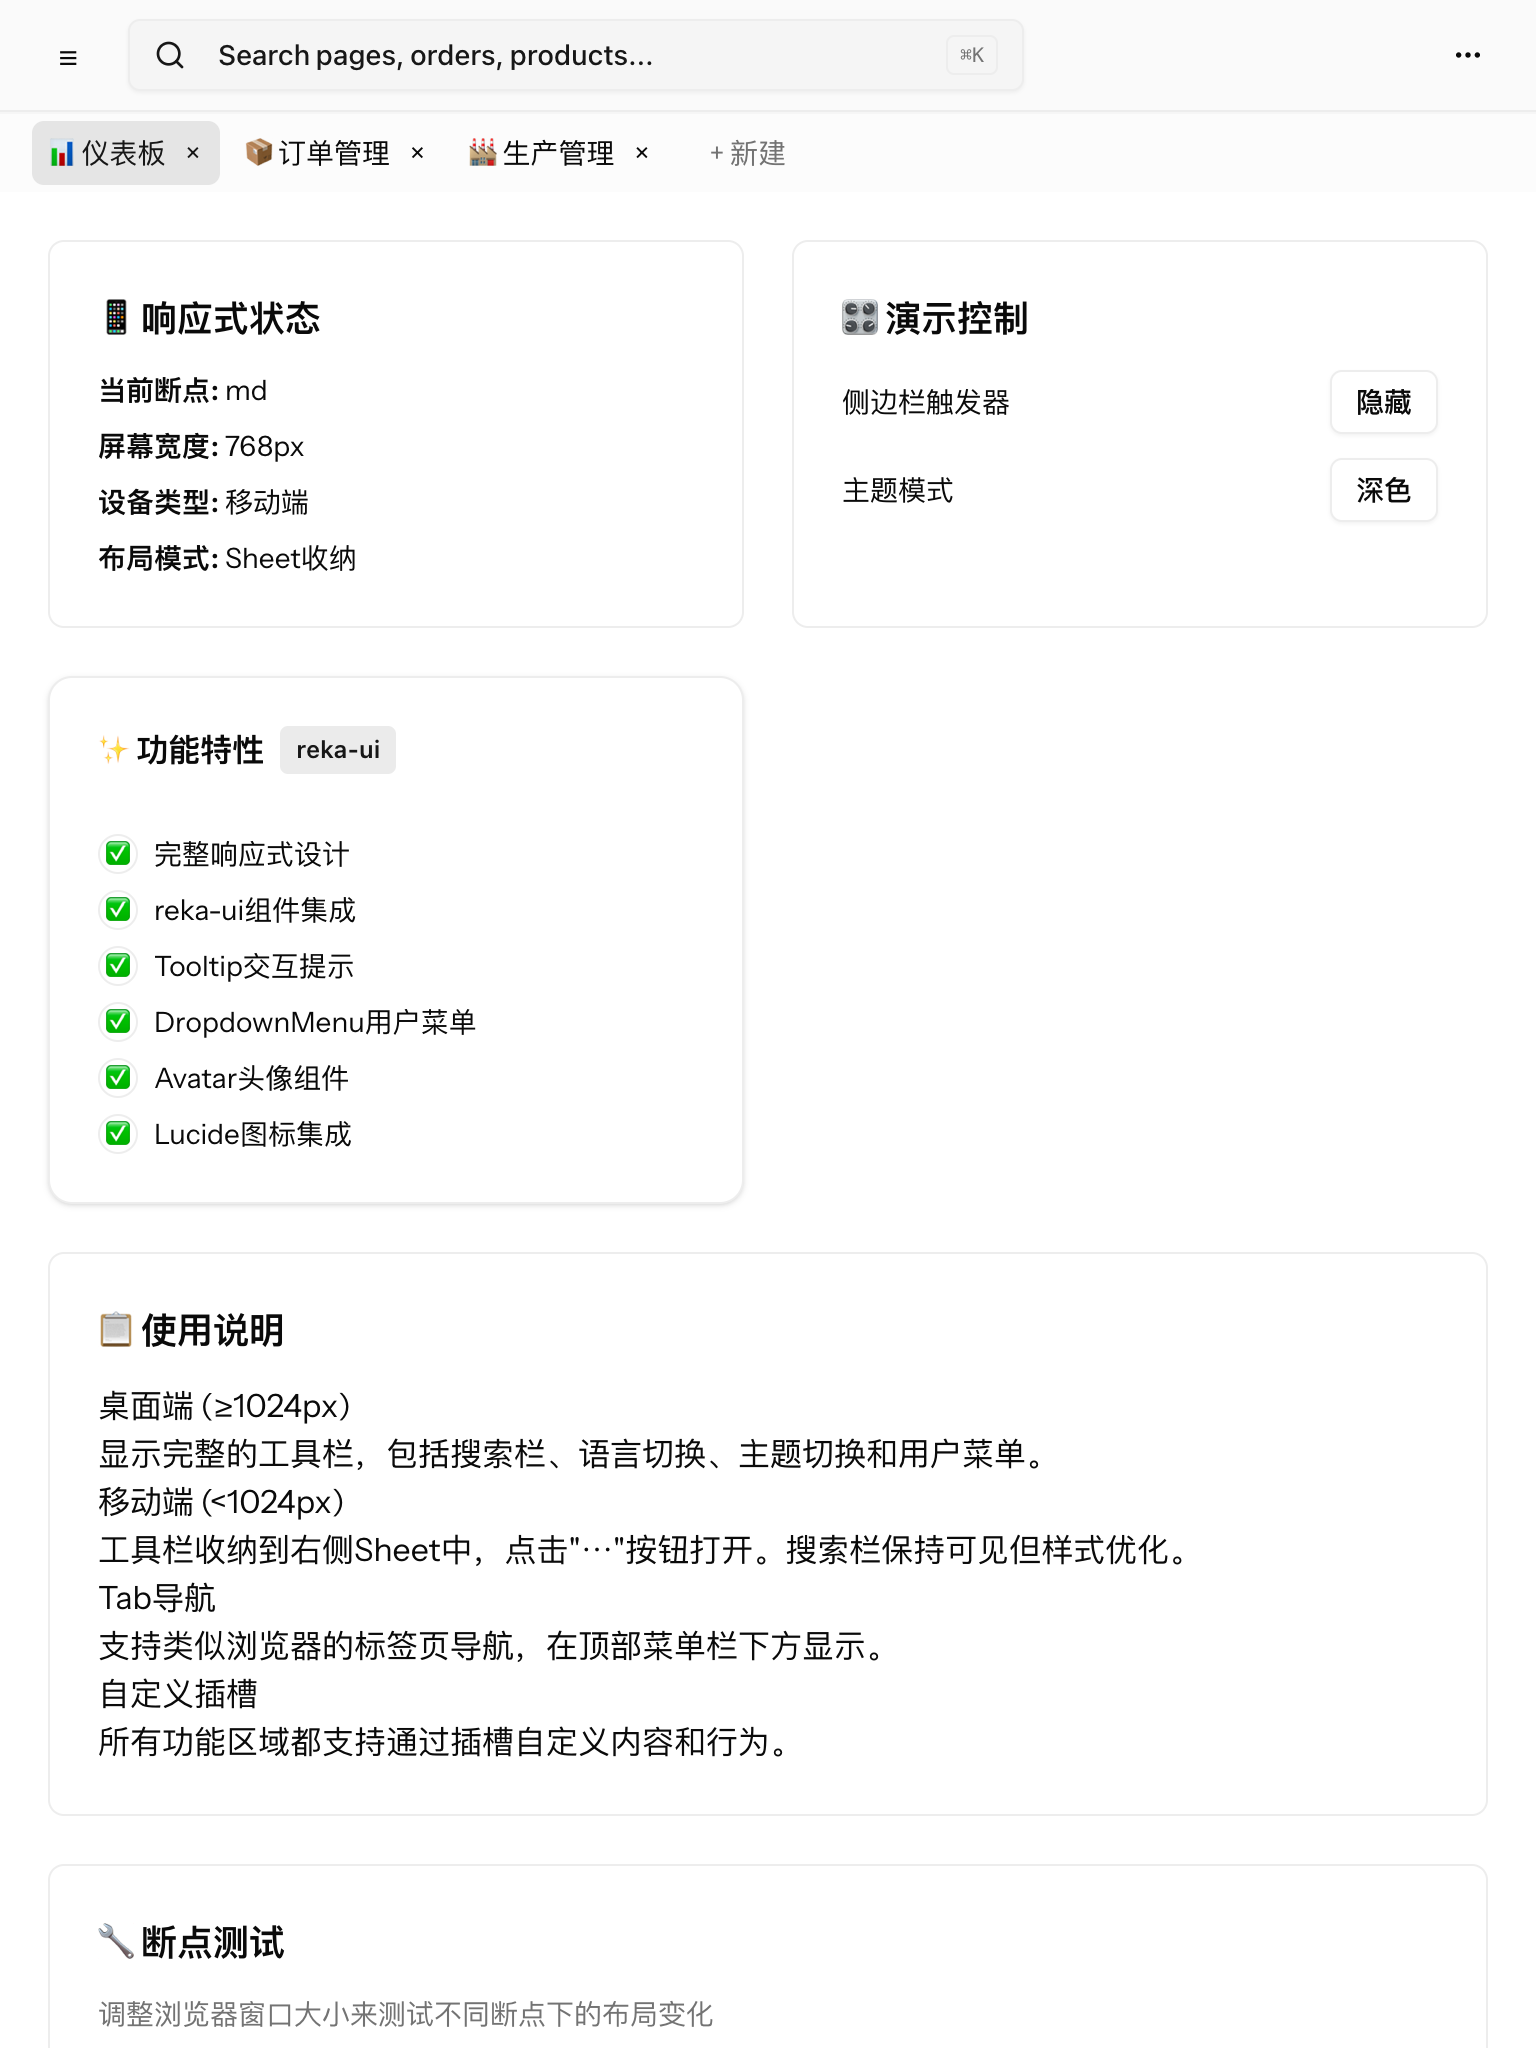 Search pages, orders, products...
⌘K
仪表板 ×
订单管理 ×
生产管理 ×
+ 新建
响应式状态
当前断点: md
屏幕宽度: 768px
设备类型: 移动端
布局模式: Sheet收纳
演示控制
侧边栏触发器
隐藏
主题模式
深色
功能特性
reka-ui
完整响应式设计
reka-ui组件集成
Tooltip交互提示
DropdownMenu用户菜单
Avatar头像组件
Lucide图标集成
使用说明
桌面端 (≥1024px)
显示完整的工具栏，包括搜索栏、语言切换、主题切换和用户菜单。
移动端 (<1024px)
工具栏收纳到右侧Sheet中，点击"⋯"按钮打开。搜索栏保持可见但样式优化。
Tab导航
支持类似浏览器的标签页导航，在顶部菜单栏下方显示。
自定义插槽
所有功能区域都支持通过插槽自定义内容和行为。
断点测试
调整浏览器窗口大小来测试不同断点下的布局变化